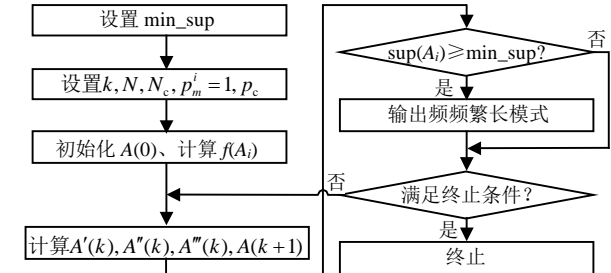 设置 min_sup
设置k, N, N_c, p_m^i = 1, p_c
初始化 A(0)、计算 f(A_i)
计算A′(k), A″(k), A‴(k), A(k+1)
sup(A_i)≥min_sup?
否
是
输出频频繁长模式
否
满足终止条件?
是
终止